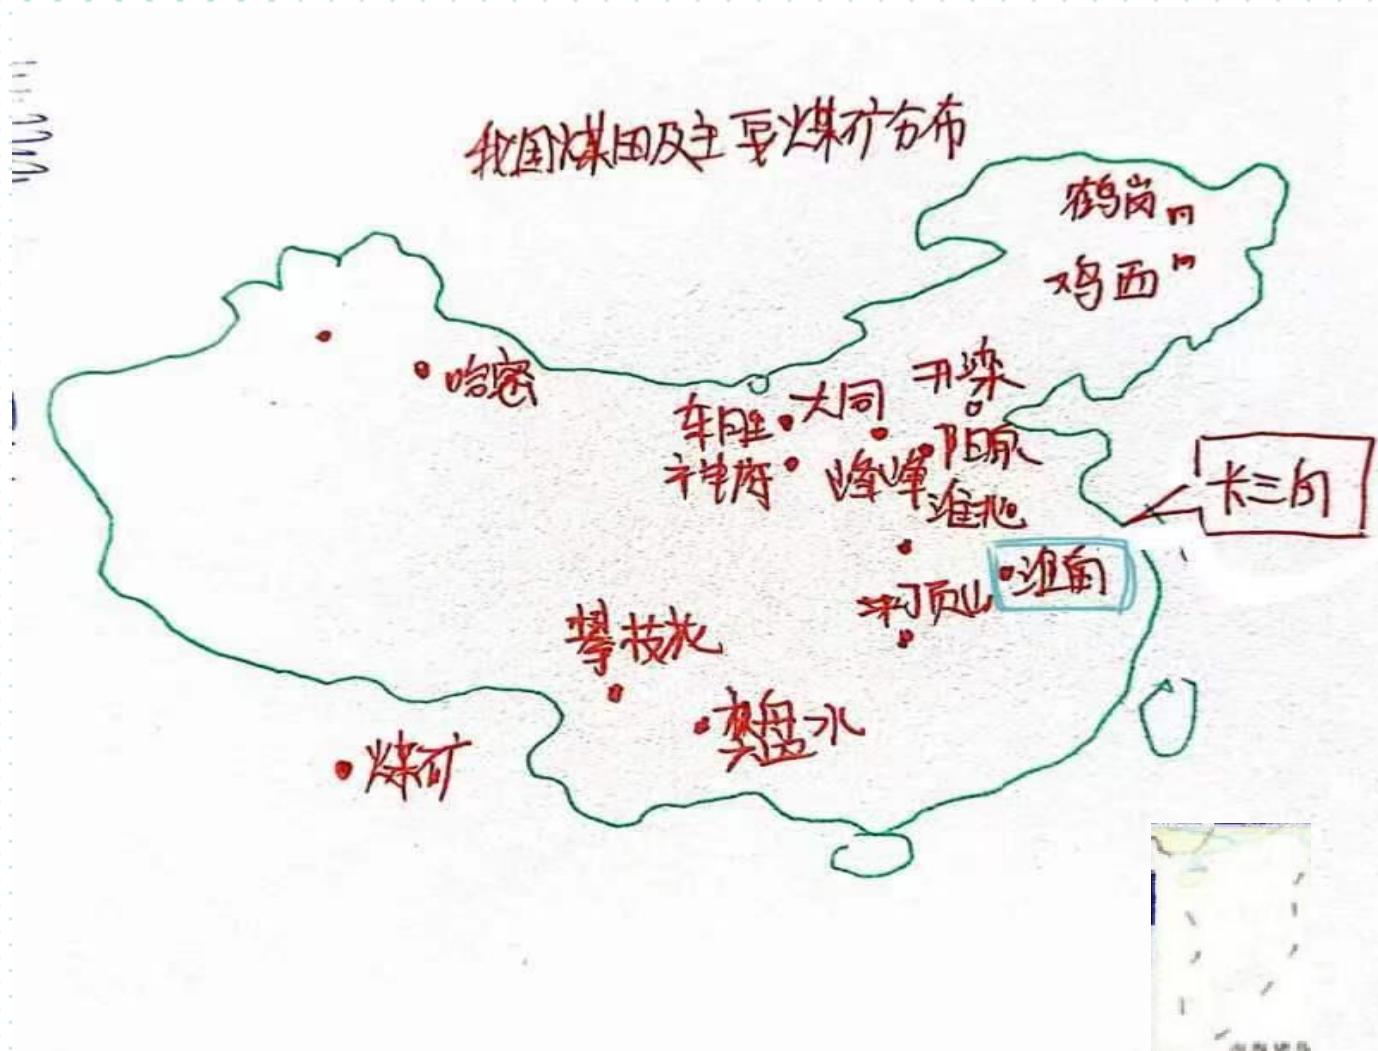 我国煤田及主要煤矿分布
鹤岗
鸡西
哈密
开滦
大同
东胜
阳泉
神府
峰峰
长三角
淮北
淮南
平顶山
攀枝花
六盘水
煤矿